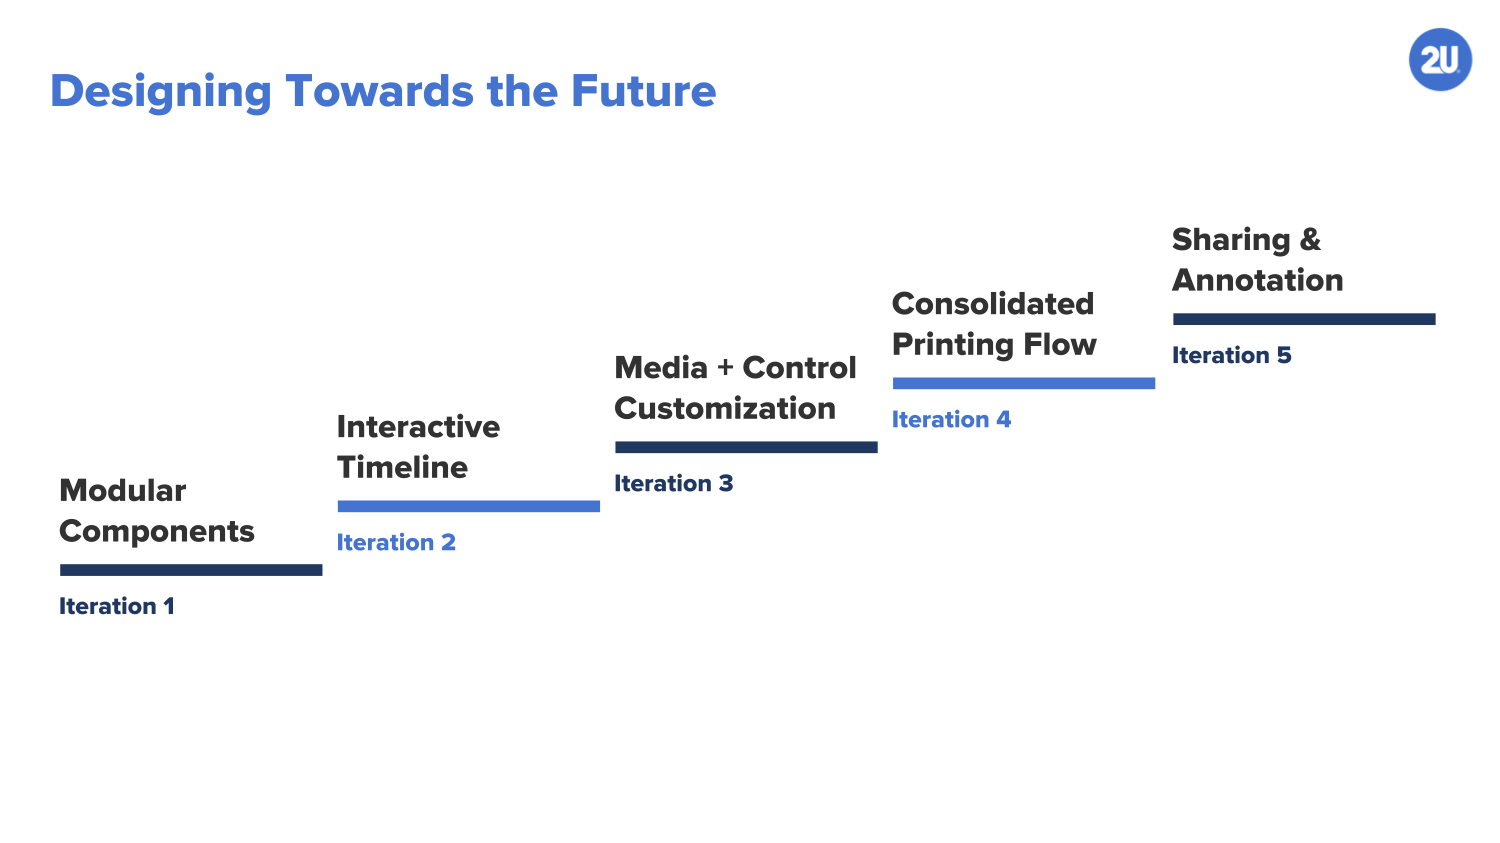 2U
Designing Towards the Future
Modular
Components
Iteration 1
Interactive
Timeline
Iteration 2
Media + Control
Customization
Iteration 3
Consolidated
Printing Flow
Iteration 4
Sharing &
Annotation
Iteration 5